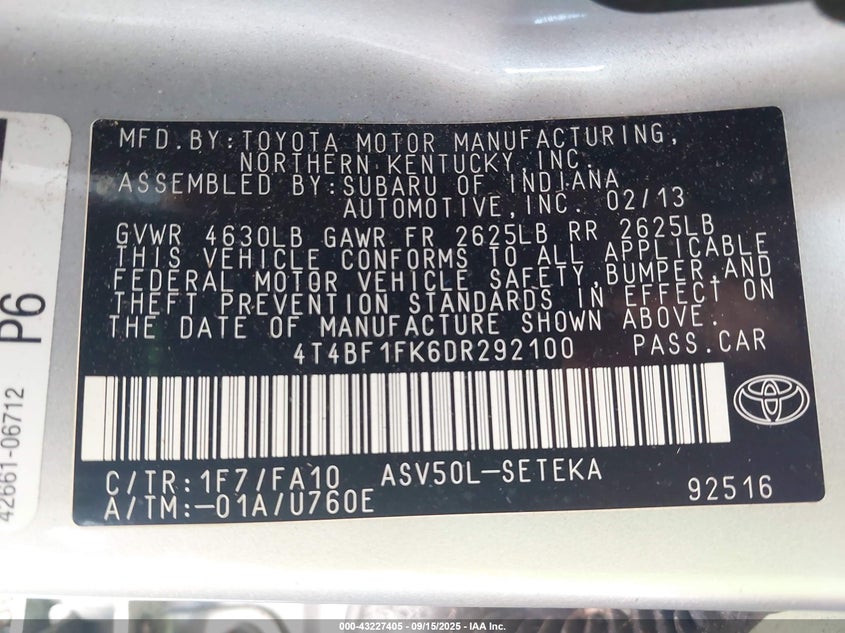 MFD.BY:TOYOTA MOTOR MANUFACTURING,
NORTHERN KENTUCKY,INC.
ASSEMBLED BY:SUBARU OF INDIANA
AUTOMOTIVE,INC. 02/13
GVWR 4630LB GAWR FR 2625LB RR 2625LB
THIS VEHICLE CONFORMS TO ALL APPLICABLE
FEDERAL MOTOR VEHICLE SAFETY,BUMPER,AND
THEFT PREVENTION STANDARDS IN EFFECT ON
THE DATE OF MANUFACTURE SHOWN ABOVE.
4T4BF1FK6DR292100 PASS.CAR
C/TR:1F7/FA10 ASV50L-SETEKA
A/TM:-01A/U760E 92516
42661-06712
P6
000-43227405 - 09/15/2025 - IAA Inc.